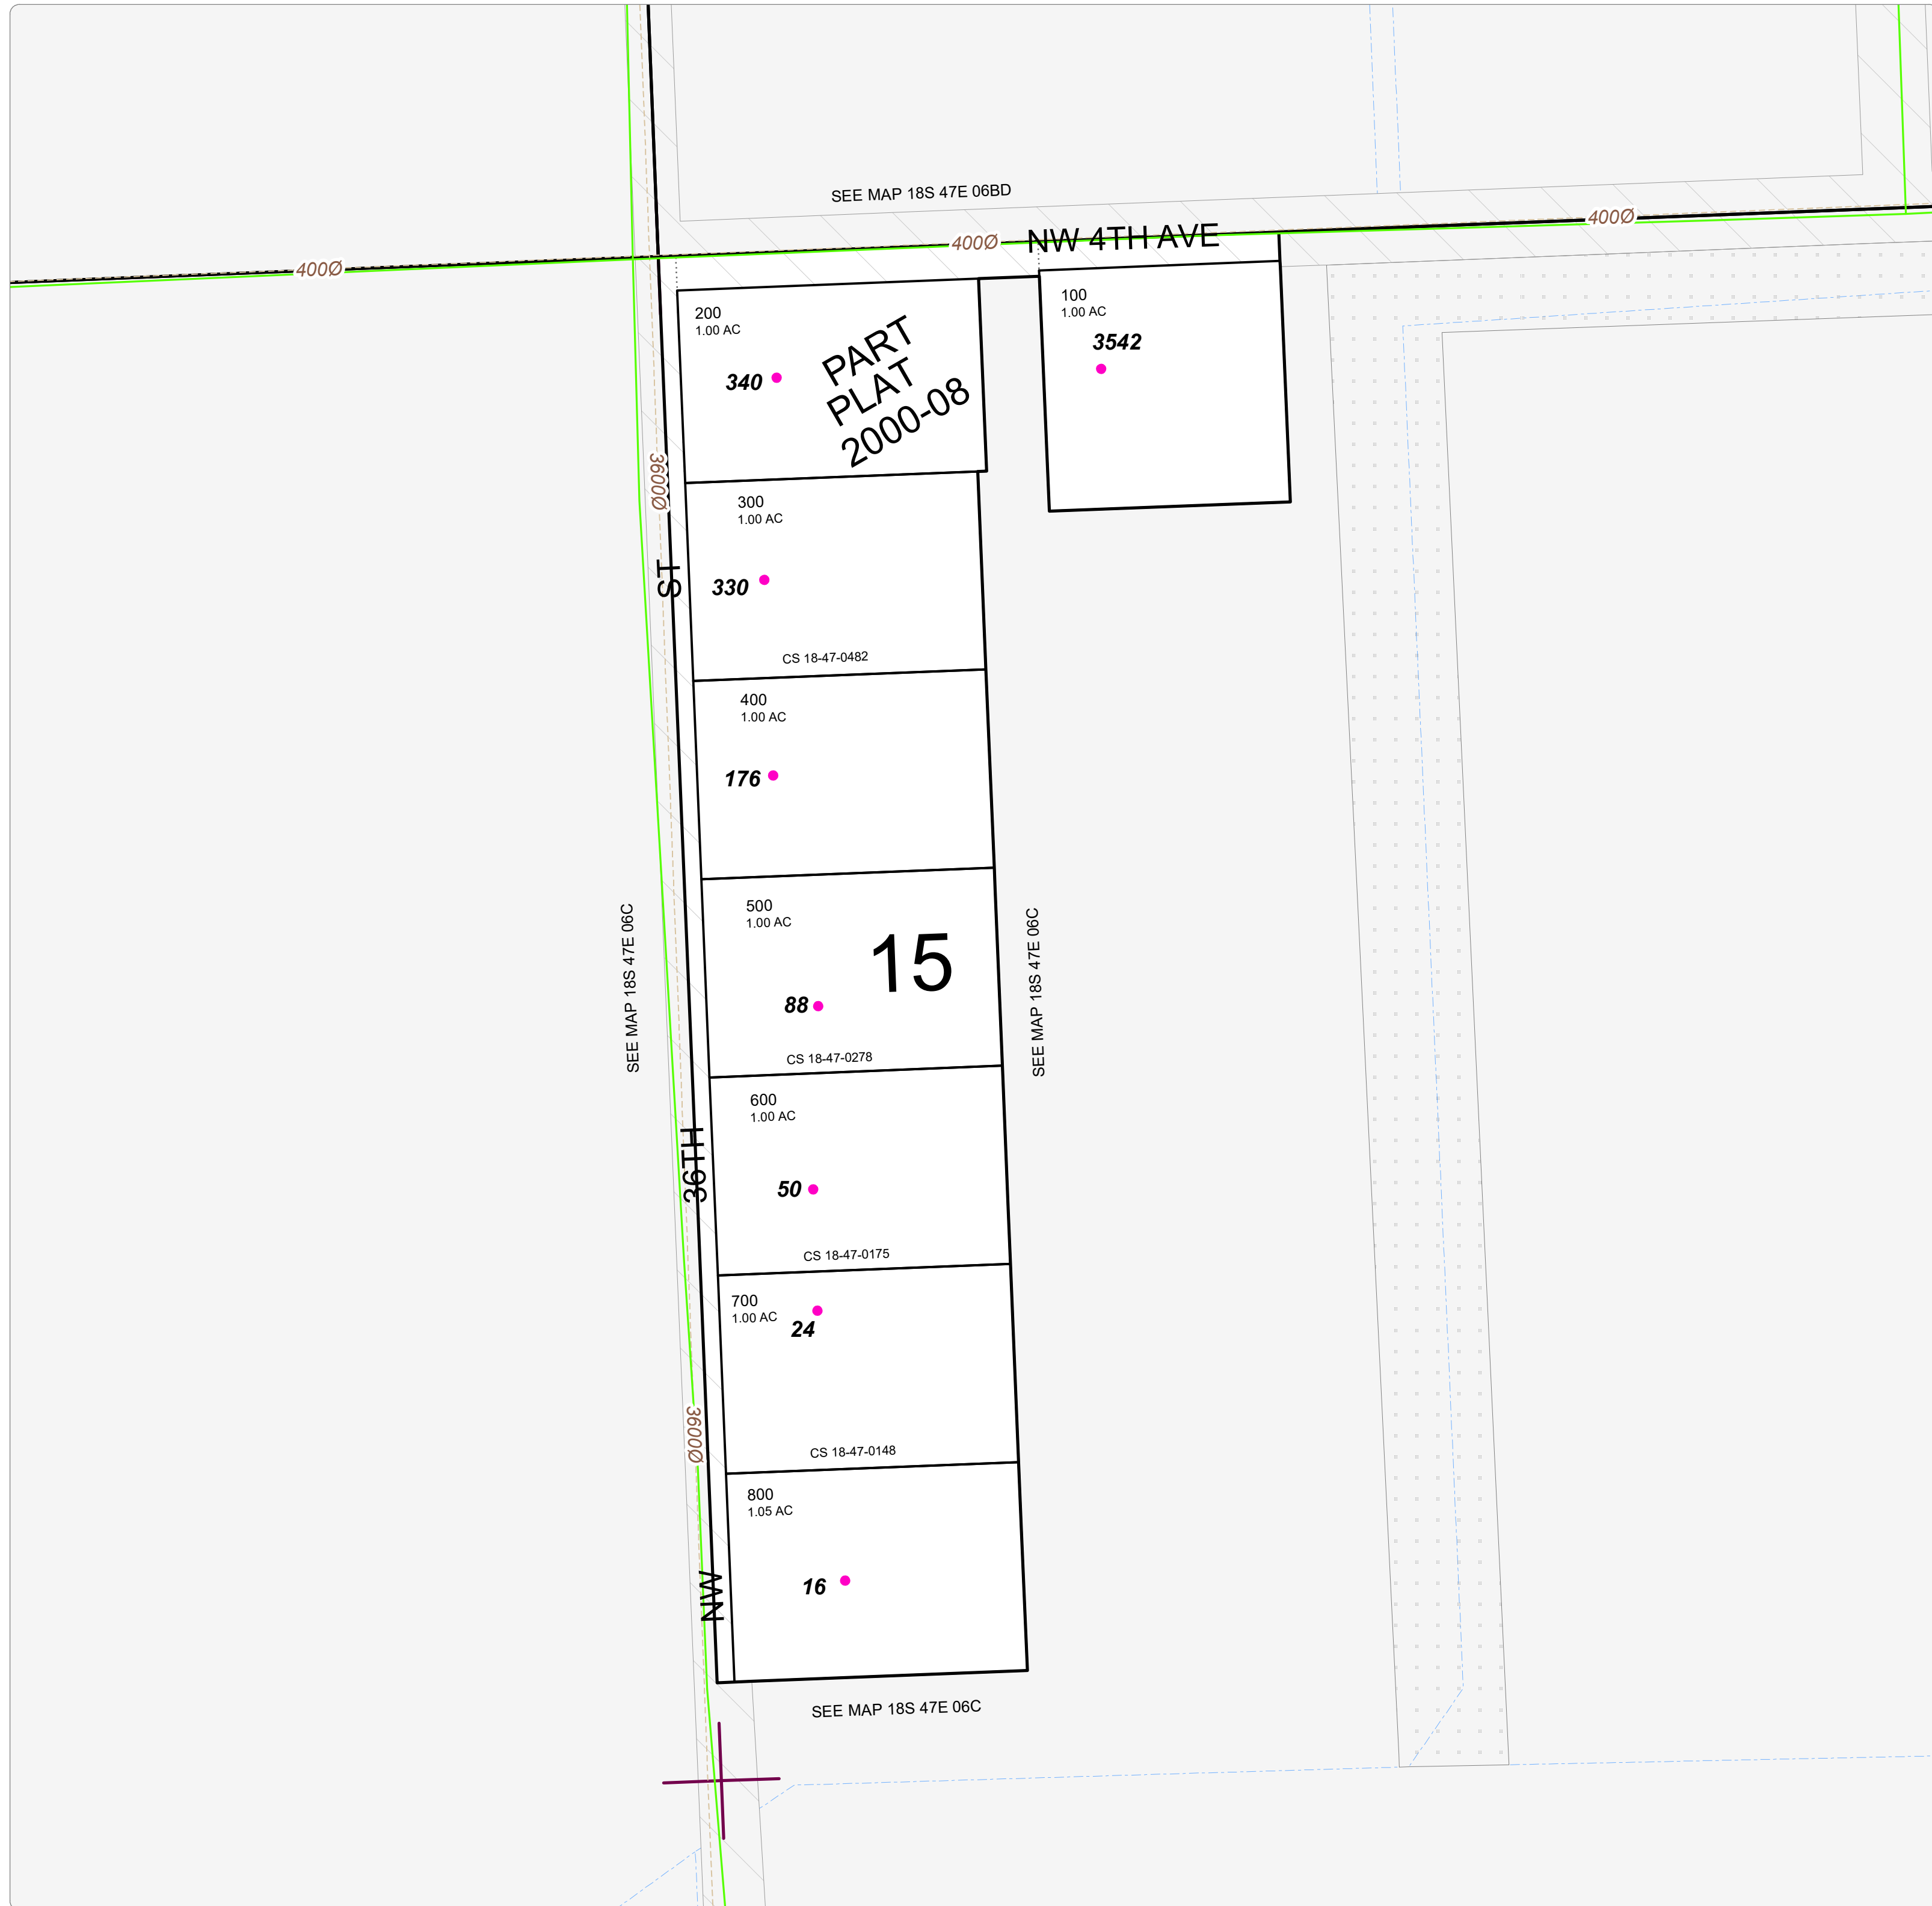 SEE MAP 18S 47E 06BD
400Ø
400Ø
NW 4TH AVE
400Ø
200
1.00 AC
340
PART
PLAT
2000-08
100
1.00 AC
3542
3600Ø
300
1.00 AC
330
CS 18-47-0482
NW 36TH ST
400
1.00 AC
176
500
1.00 AC
15
88
CS 18-47-0278
SEE MAP 18S 47E 06C
SEE MAP 18S 47E 06C
600
1.00 AC
50
CS 18-47-0175
700
1.00 AC
24
CS 18-47-0148
3600Ø
800
1.05 AC
16
SEE MAP 18S 47E 06C